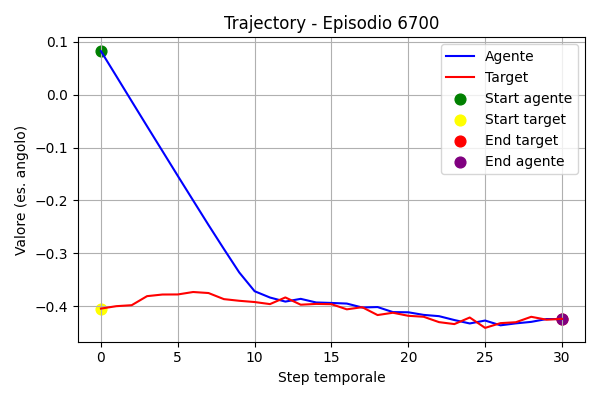 Trajectory - Episodio 6700
Valore (es. angolo)
0.1
0.0
−0.1
−0.2
−0.3
−0.4
Agente
Target
Start agente
Start target
End target
End agente
0 5 10 15 20 25 30
Step temporale